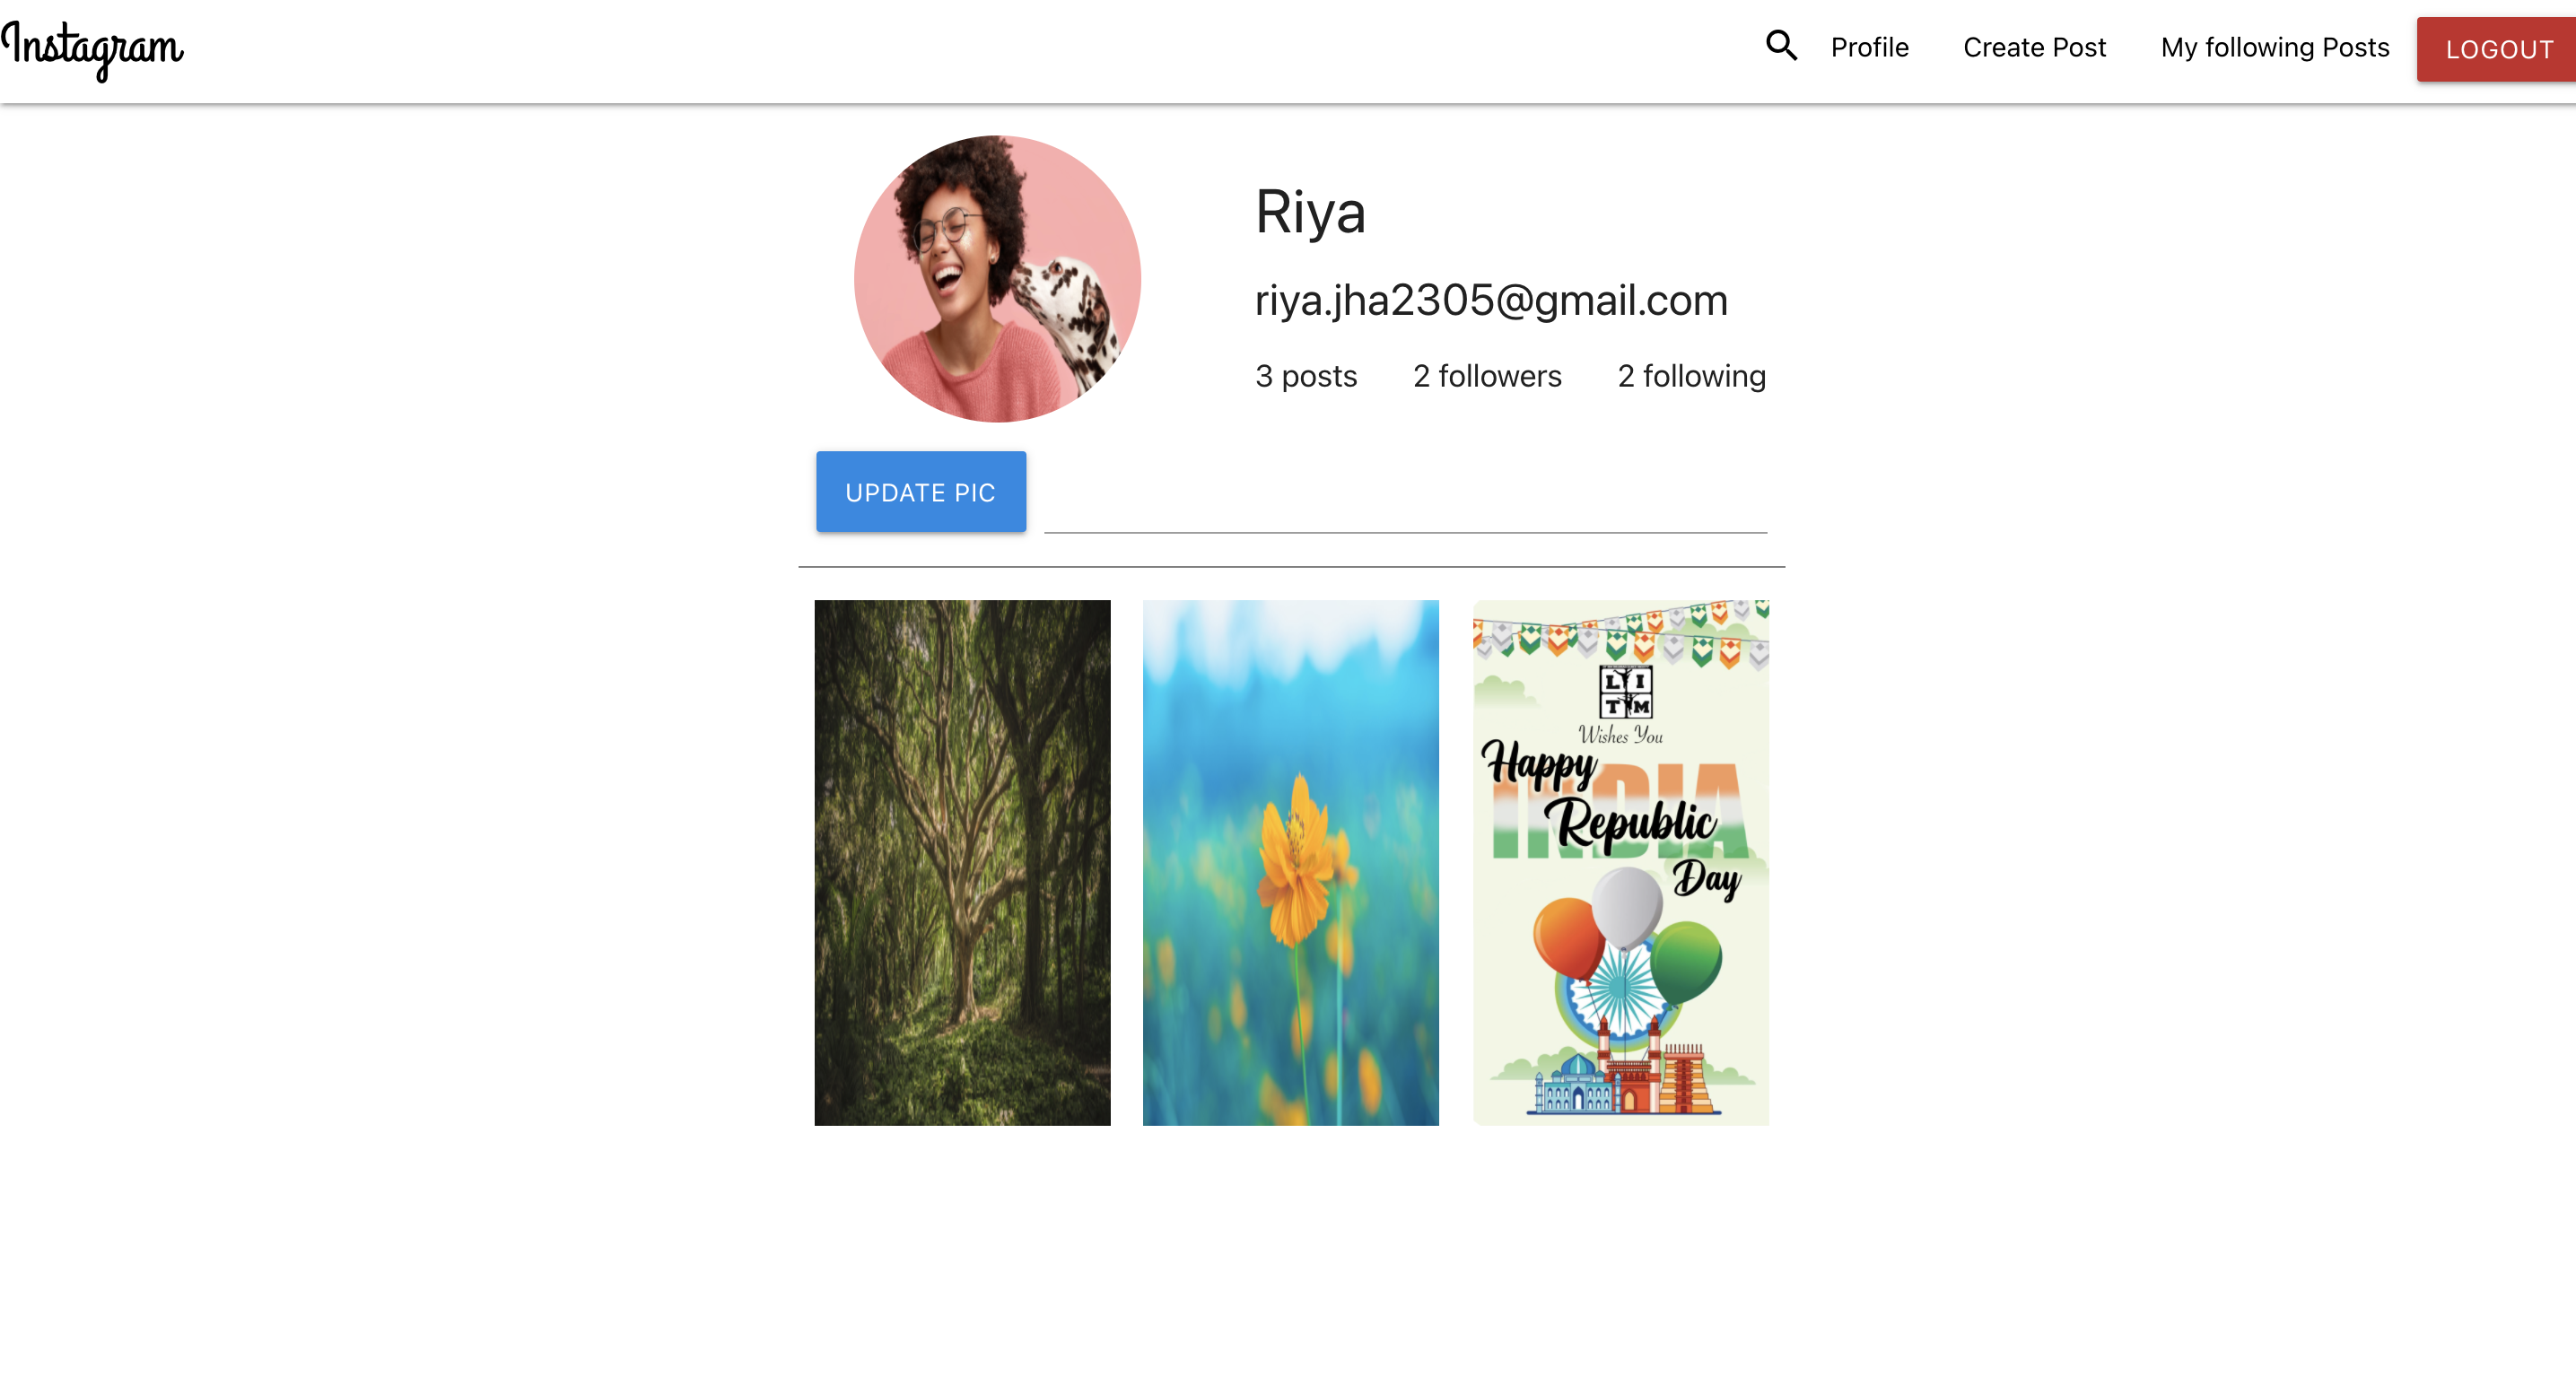 Instagram
Profile
Create Post
My following Posts
LOGOUT
Riya
riya.jha2305@gmail.com
3 posts
2 followers
2 following
UPDATE PIC
L I
T M
Wishes You
Happy
INDIA
Republic
Day